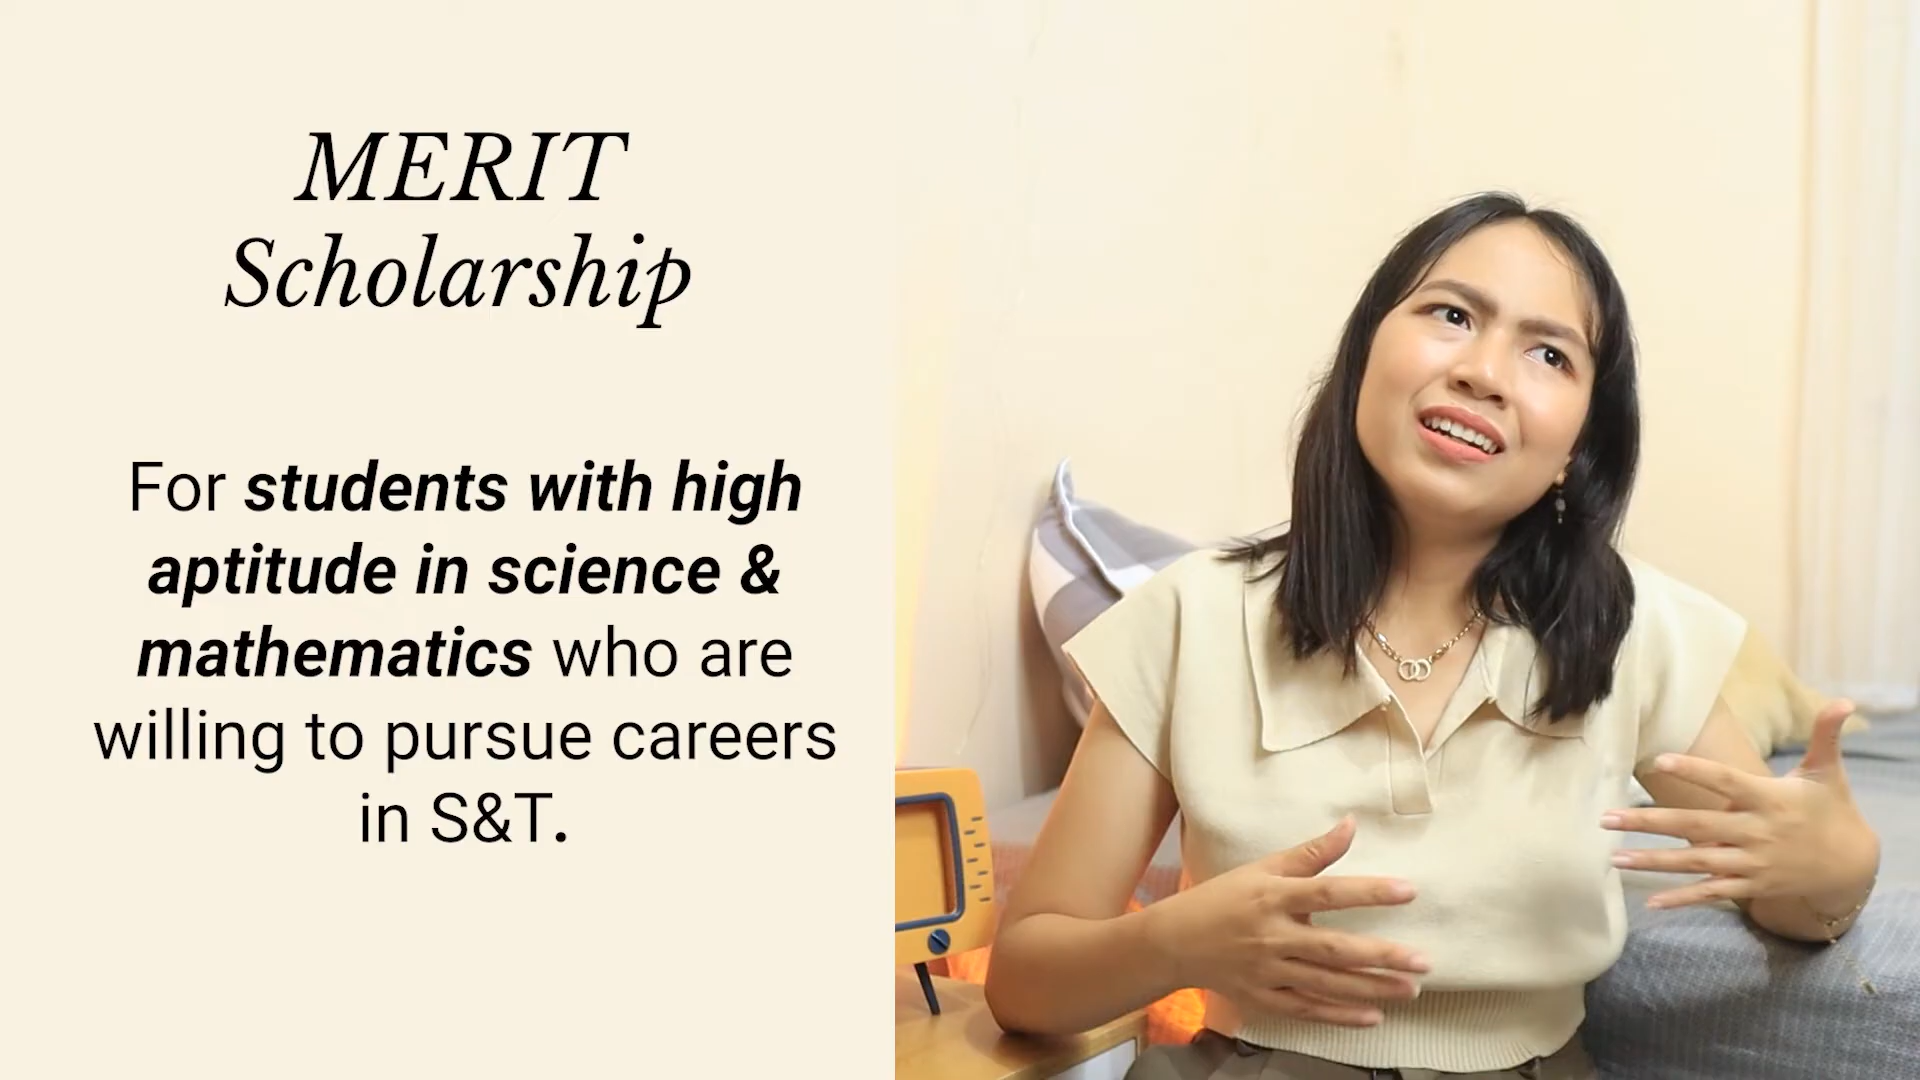 MERIT
Scholarship
For students with high
aptitude in science &
mathematics who are
willing to pursue careers
in S&T.